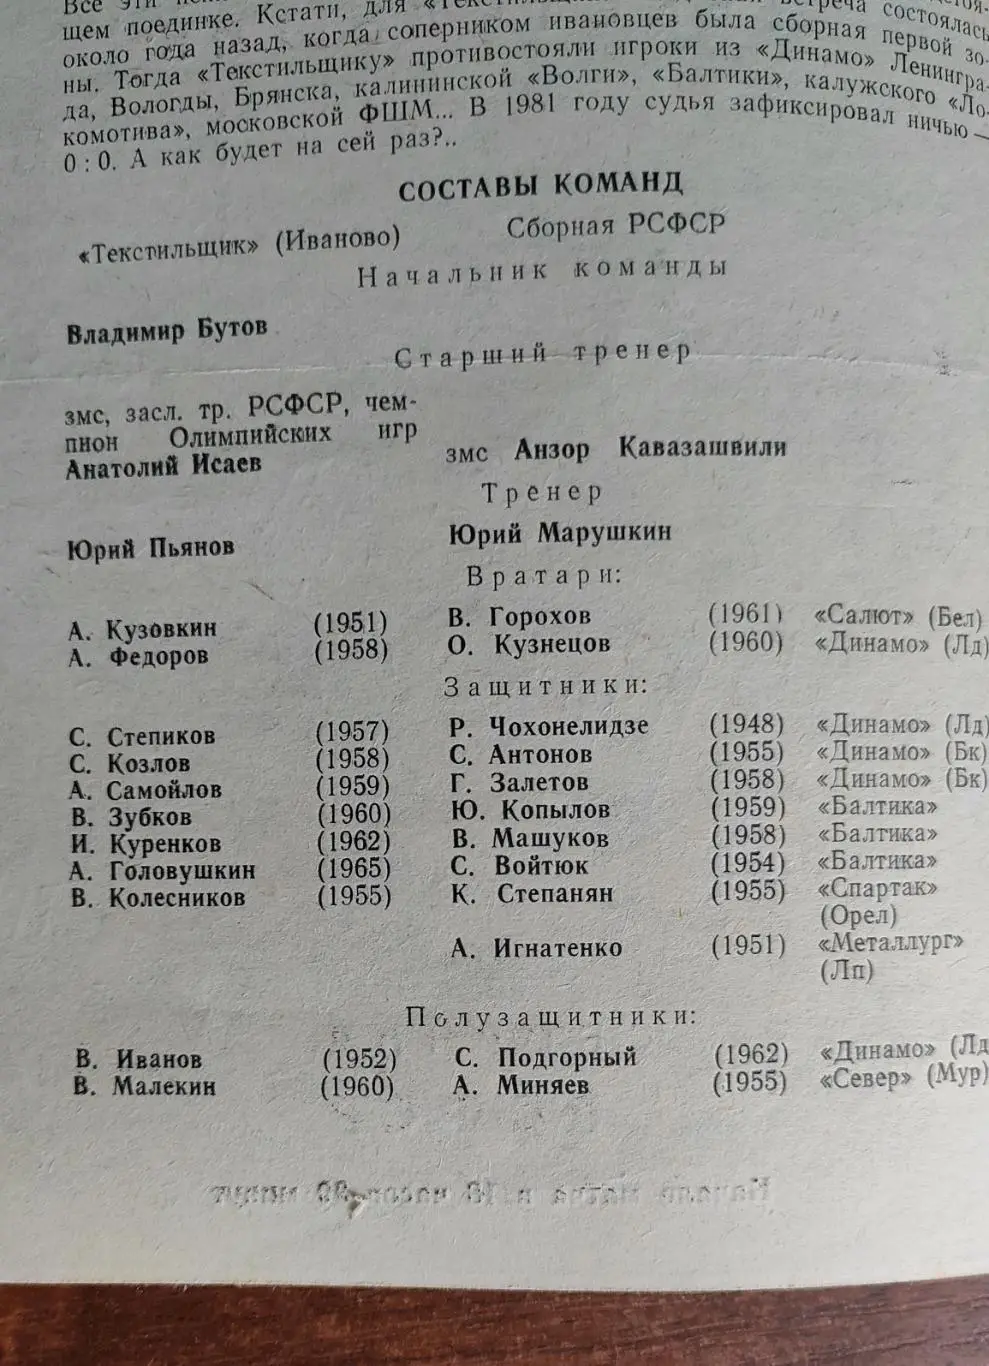 щем поединке. Кстати, для «Текстильщика» встреча состоялась
около года назад, когда соперником ивановцев была сборная первой зо-
ны. Тогда «Текстильщику» противостояли игроки из «Динамо» Ленингра-
да, Вологды, Брянска, калининской «Волги», «Балтики», калужского «Ло-
комотива», московской ФШМ... В 1981 году судья зафиксировал ничью —
0 : 0. А как будет на сей раз?..
СОСТАВЫ КОМАНД
«Текстильщик» (Иваново) Сборная РСФСР
Начальник команды
Владимир Бутов
Старший тренер
змс, засл. тр. РСФСР, чем-
пион Олимпийских игр
Анатолий Исаев змс Анзор Кавазашвили
Тренер
Юрий Пьянов Юрий Марушкин
Вратари:
А. Кузовкин (1951) В. Горохов (1961) «Салют» (Бел)
А. Федоров (1958) О. Кузнецов (1960) «Динамо» (Лд)
Защитники:
С. Степиков (1957) Р. Чохонелидзе (1948) «Динамо» (Лд)
С. Козлов (1958) С. Антонов (1955) «Динамо» (Бк)
А. Самойлов (1959) Г. Залетов (1958) «Динамо» (Бк)
В. Зубков (1960) Ю. Копылов (1959) «Балтика»
И. Куренков (1962) В. Машуков (1958) «Балтика»
А. Головушкин (1965) С. Войтюк (1954) «Балтика»
В. Колесников (1955) К. Степанян (1955) «Спартак»
(Орел)
А. Игнатенко (1951) «Металлург»
(Лп)
Полузащитники:
В. Иванов (1952) С. Подгорный (1962) «Динамо» (Лд
В. Малекин (1960) А. Миняев (1955) «Север» (Мур)